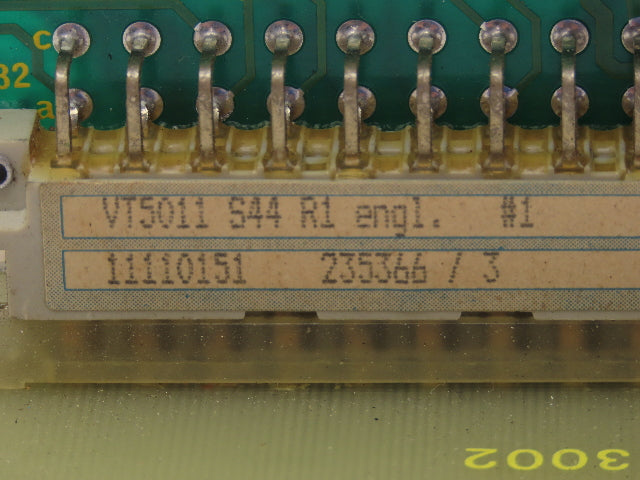 c
32
a
VT5011 S44 R1 engl. #1
11110151 235366 / 3
3002